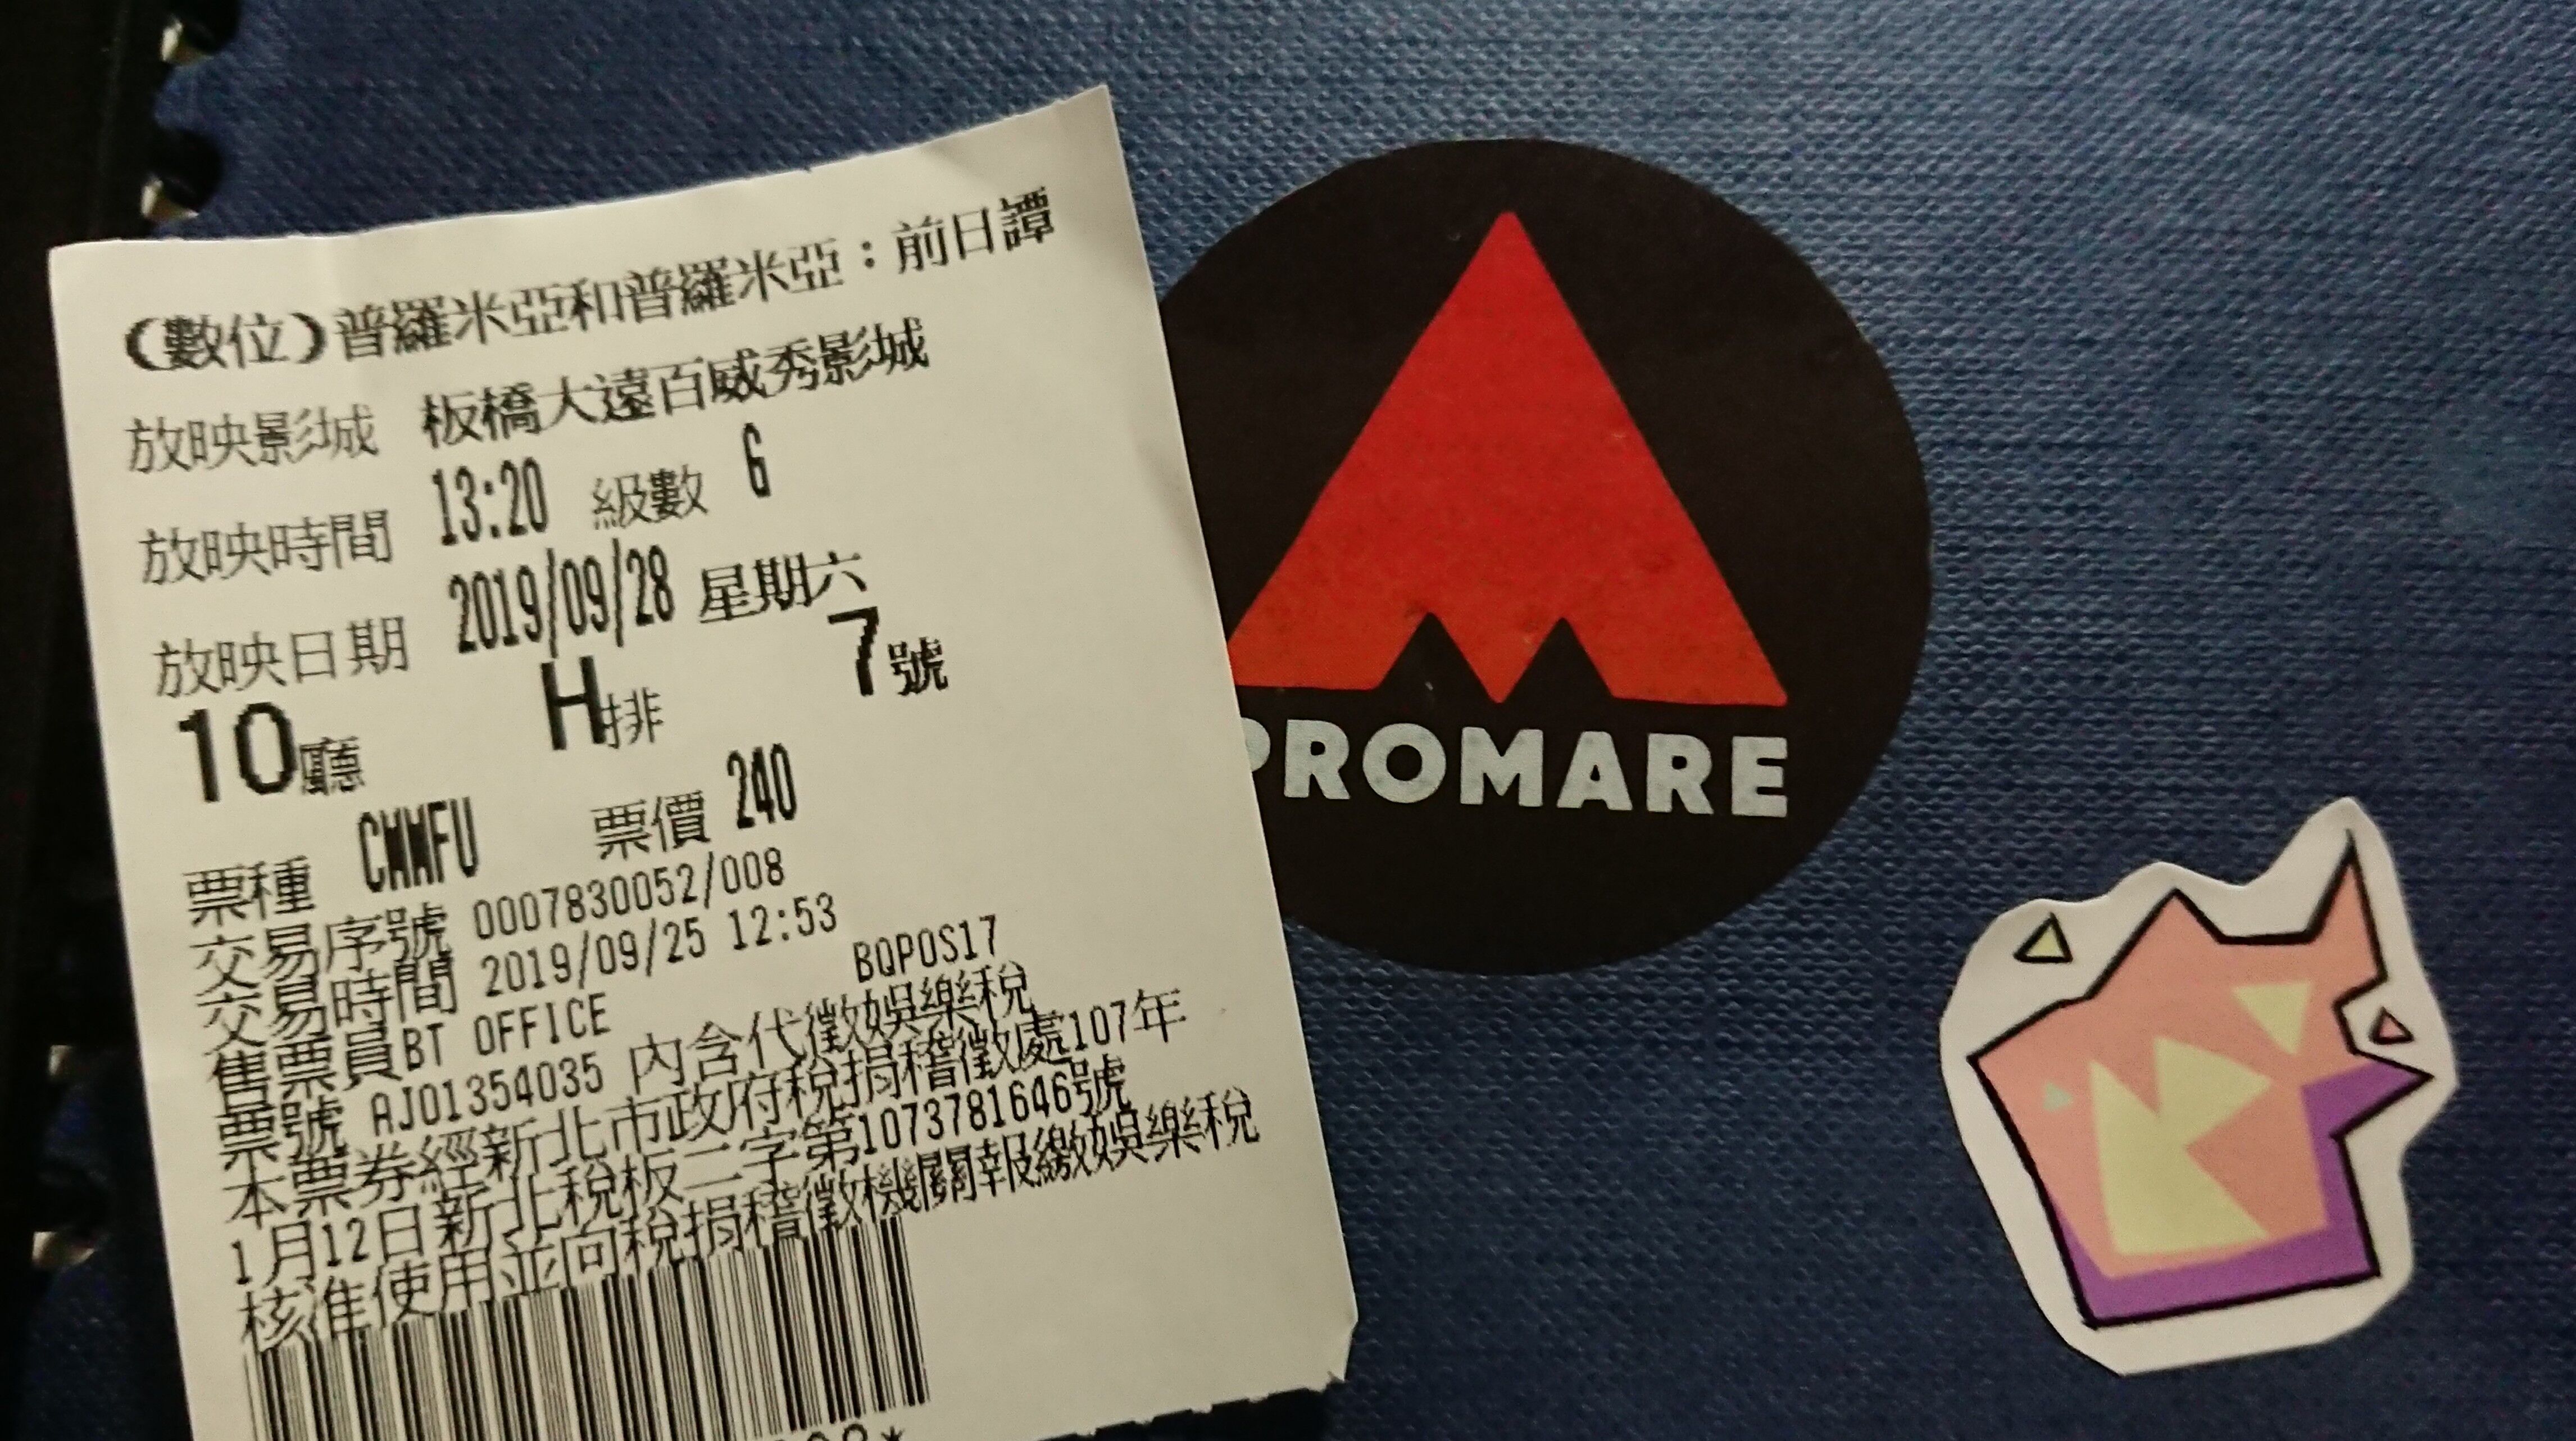 (數位)普羅米亞和普羅米亞：前日譚
放映影城 板橋大遠百威秀影城
放映時間 13:20 級數 G
放映日期 2019/09/28 星期六
10廳 H排 7號
票種 CMMFU 票價 240
交易序號 0007830052/008
交易時間 2019/09/25 12:53
售票員BT OFFICE BQPOS17
票號 AJ01354035 內含代徵娛樂稅
本票券經新北市政府稅捐稽徵處107年
1月12日新北稅板二字第1073781646號
核准使用並向稅捐稽徵機關報繳娛樂稅
PROMARE